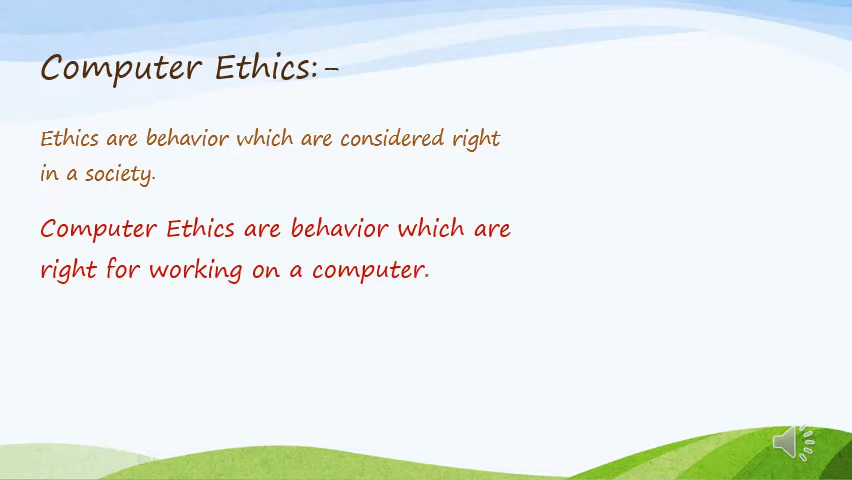 Computer Ethics:-
Ethics are behavior which are considered right
in a society.
Computer Ethics are behavior which are
right for working on a computer.